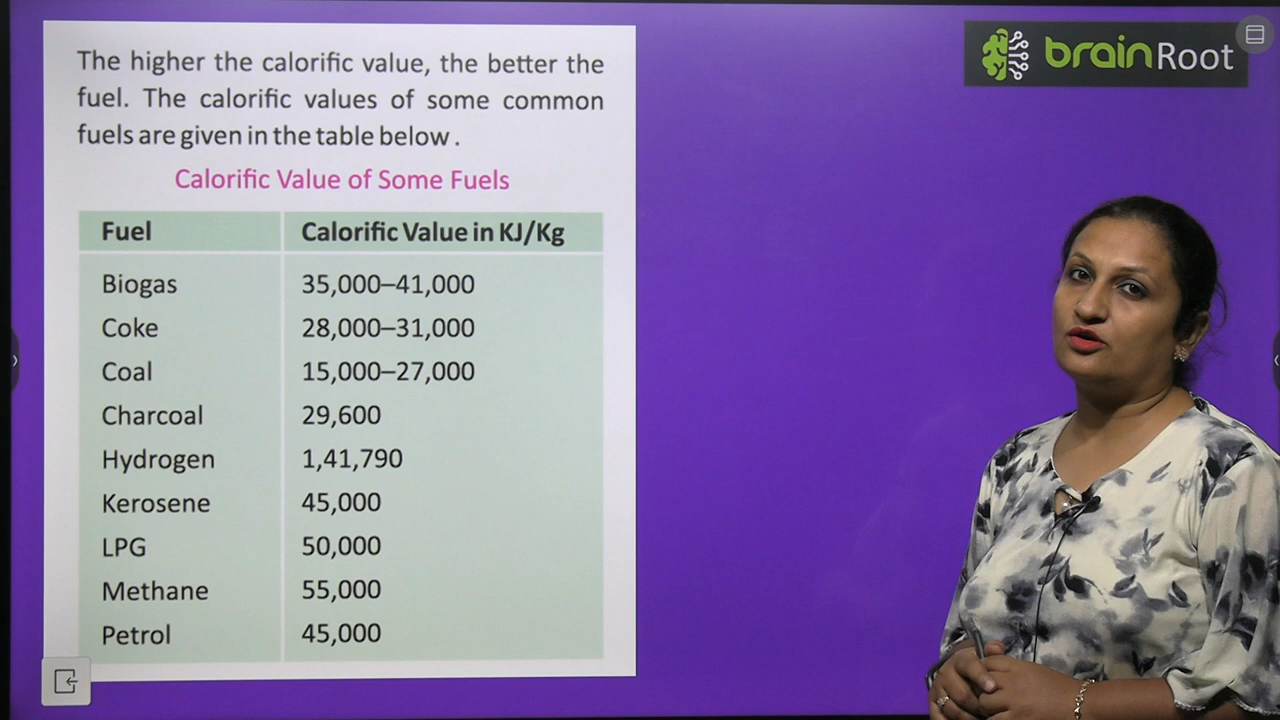 The higher the calorific value, the better the
fuel. The calorific values of some common
fuels are given in the table below .
Calorific Value of Some Fuels
Fuel Calorific Value in KJ/Kg
Biogas 35,000–41,000
Coke 28,000–31,000
Coal 15,000–27,000
Charcoal 29,600
Hydrogen 1,41,790
Kerosene 45,000
LPG 50,000
Methane 55,000
Petrol 45,000
brainRoot